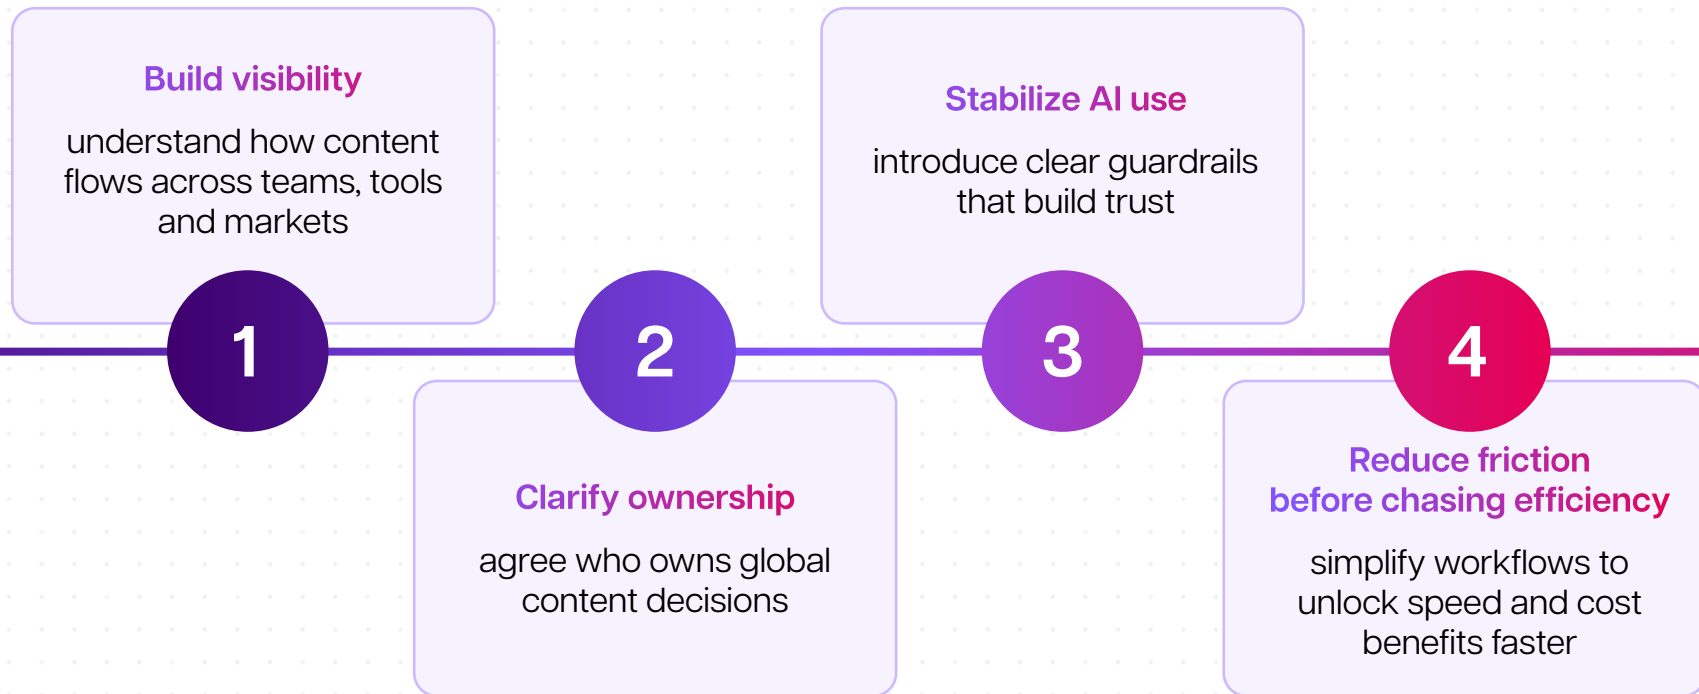 Build visibility
understand how content
flows across teams, tools
and markets
1
2
Clarify ownership
agree who owns global
content decisions
Stabilize AI use
introduce clear guardrails
that build trust
3
4
Reduce friction
before chasing efficiency
simplify workflows to
unlock speed and cost
benefits faster